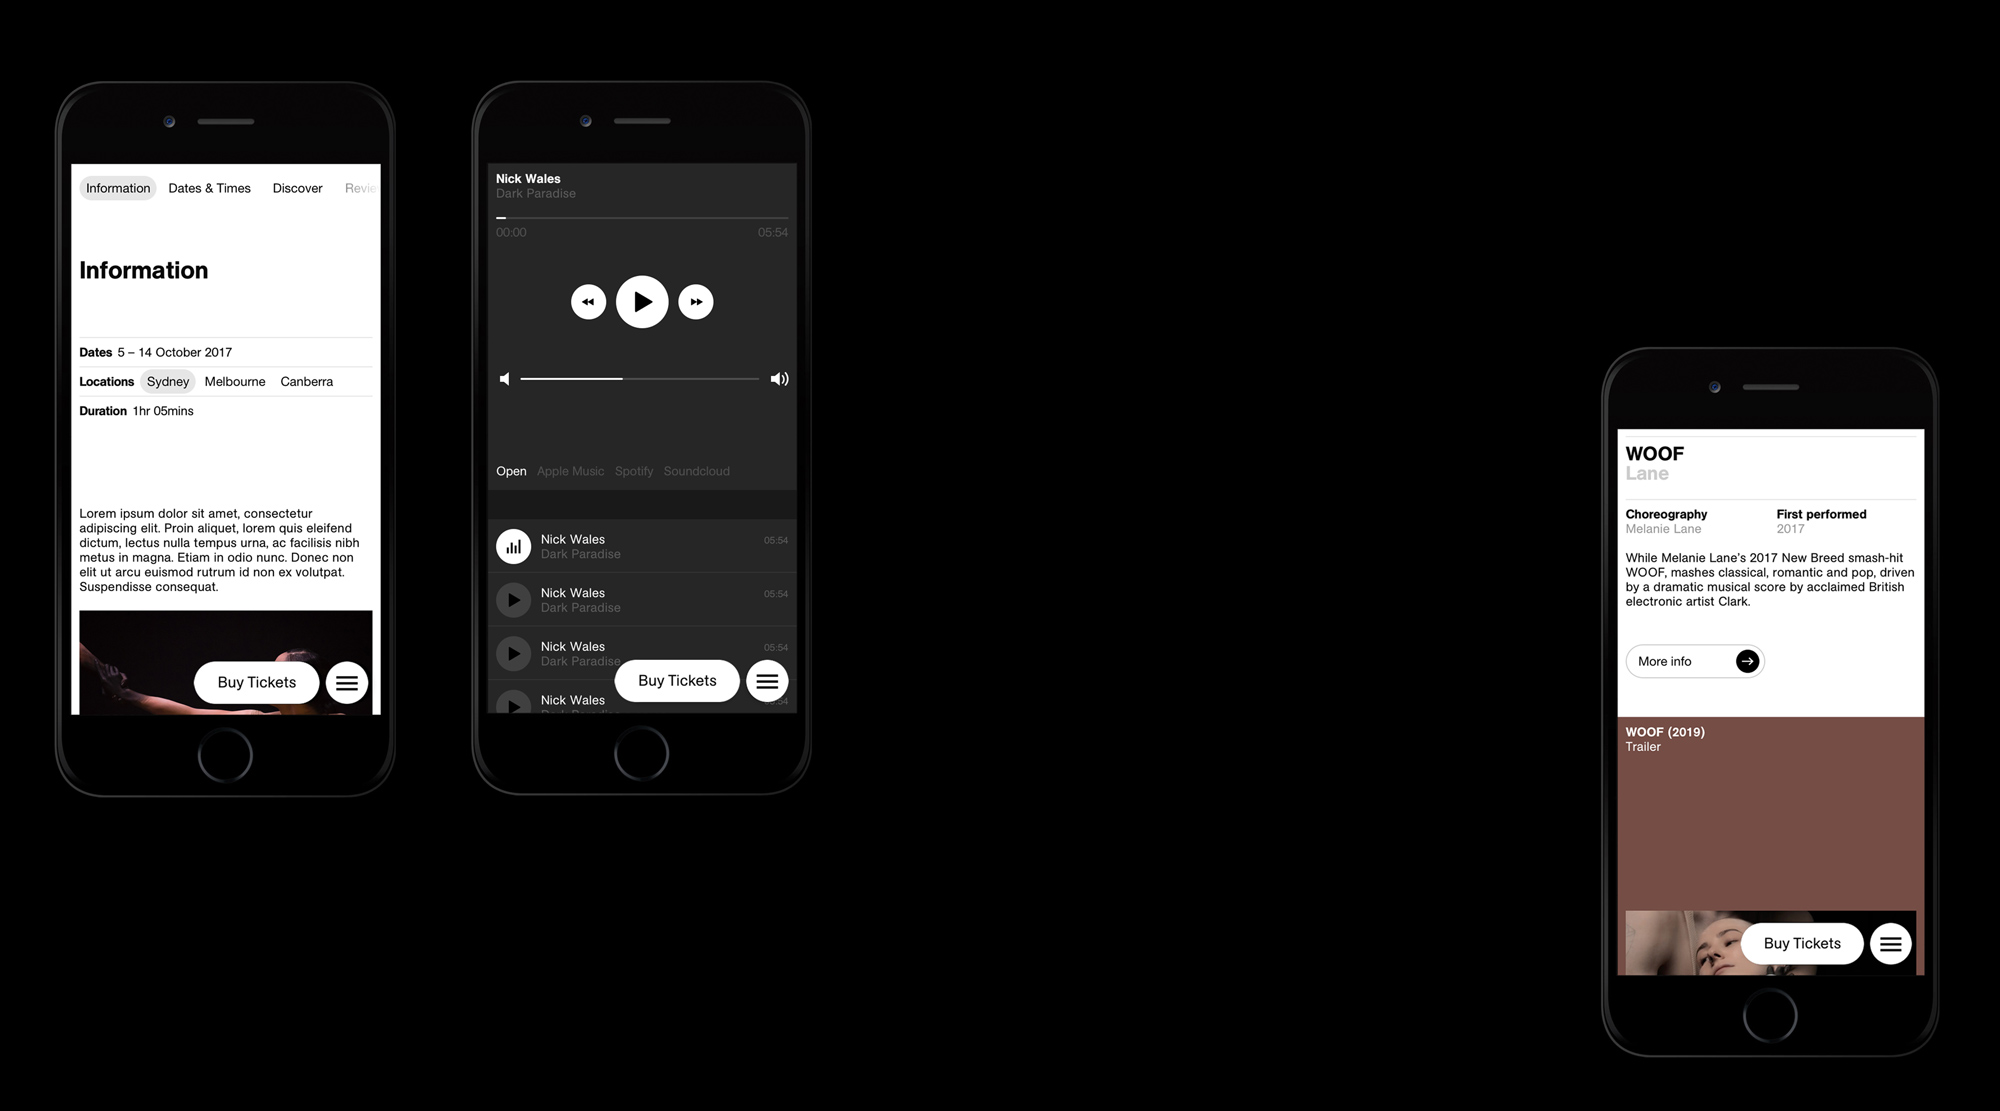 Information Dates & Times Discover Revie
Information
Dates 5 – 14 October 2017
Locations Sydney Melbourne Canberra
Duration 1hr 05mins
Lorem ipsum dolor sit amet, consectetur
adipiscing elit. Proin aliquet, lorem quis eleifend
dictum, lectus nulla tempus urna, ac facilisis nibh
metus in magna. Etiam in odio nunc. Donec non
elit ut arcu euismod rutrum id non ex volutpat.
Suspendisse consequat.
Buy Tickets
Nick Wales
Dark Paradise
00:00 05:54
Open Apple Music Spotify Soundcloud
Nick Wales 05:54
Dark Paradise
Nick Wales 05:54
Dark Paradise
Nick Wales 05:54
Dark Paradise
Buy Tickets
Nick Wales 05:54
Dark Paradise
WOOF
Lane
Choreography First performed
Melanie Lane 2017
While Melanie Lane's 2017 New Breed smash-hit
WOOF, mashes classical, romantic and pop, driven
by a dramatic musical score by acclaimed British
electronic artist Clark.
More info
WOOF (2019)
Trailer
Buy Tickets